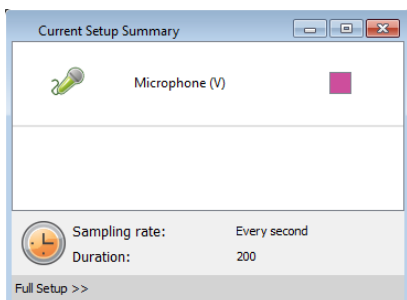 Current Setup Summary
Microphone (V)
Sampling rate: Every second
Duration: 200
Full Setup >>